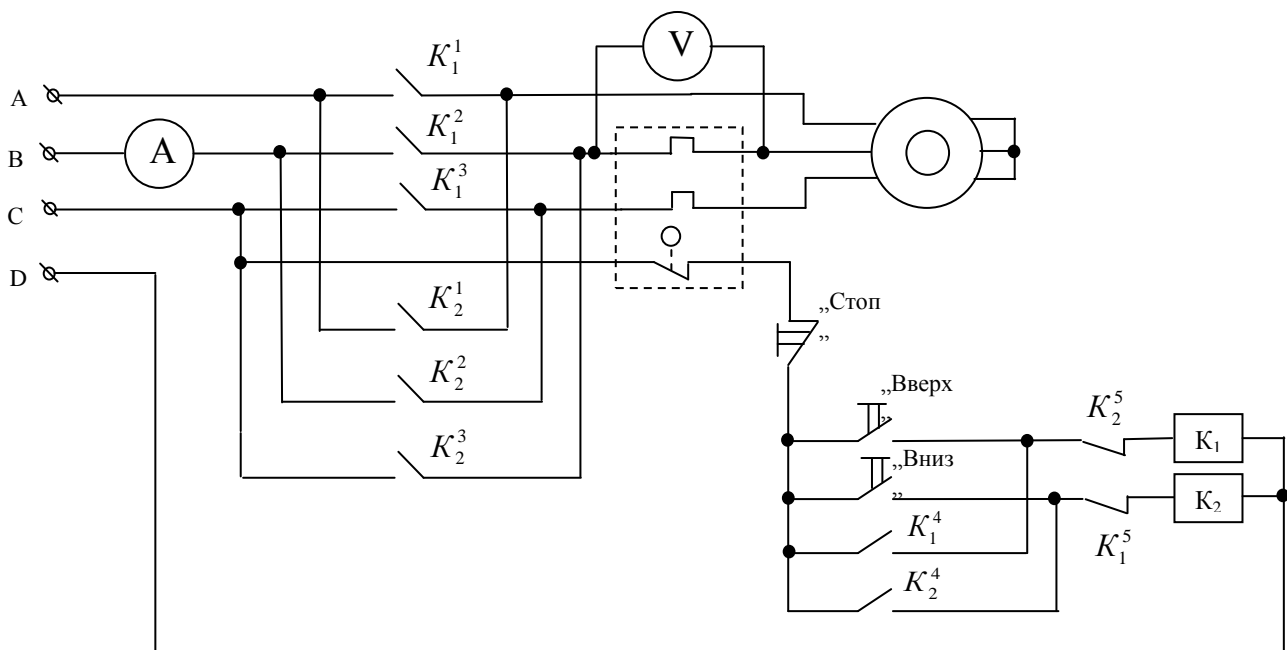 V
K₁¹
A
A
K₁²
B
K₁³
C
D
K₂¹
„Стоп
„
K₂²
„Вверх
„
K₂⁵
K₂³
K₁
„Вниз
„
K₂
K₁⁴
K₁⁵
K₂⁴